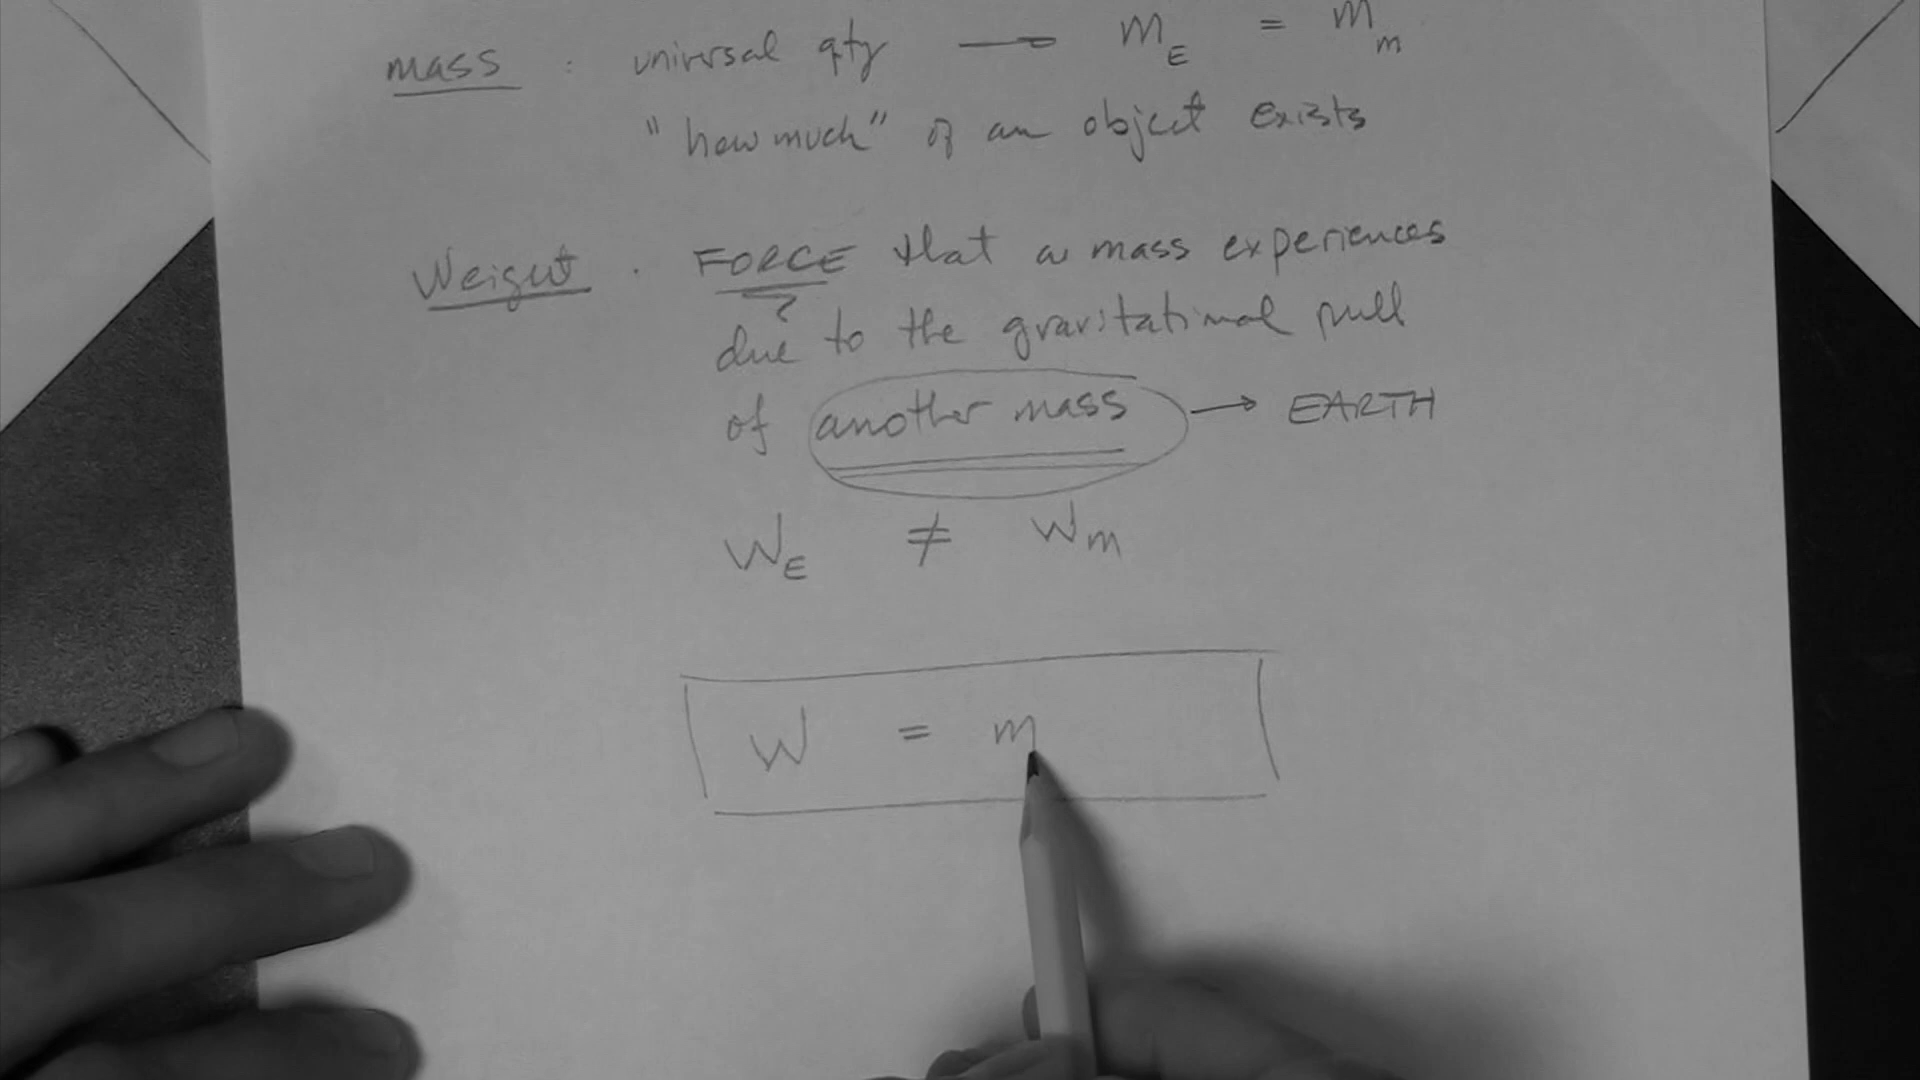 mass : universal qty → m_E = m_m
"how much" of an object exists
Weight . FORCE that a mass experiences
due to the gravitational pull
of another mass → EARTH
W_E ≠ W_m
W = m